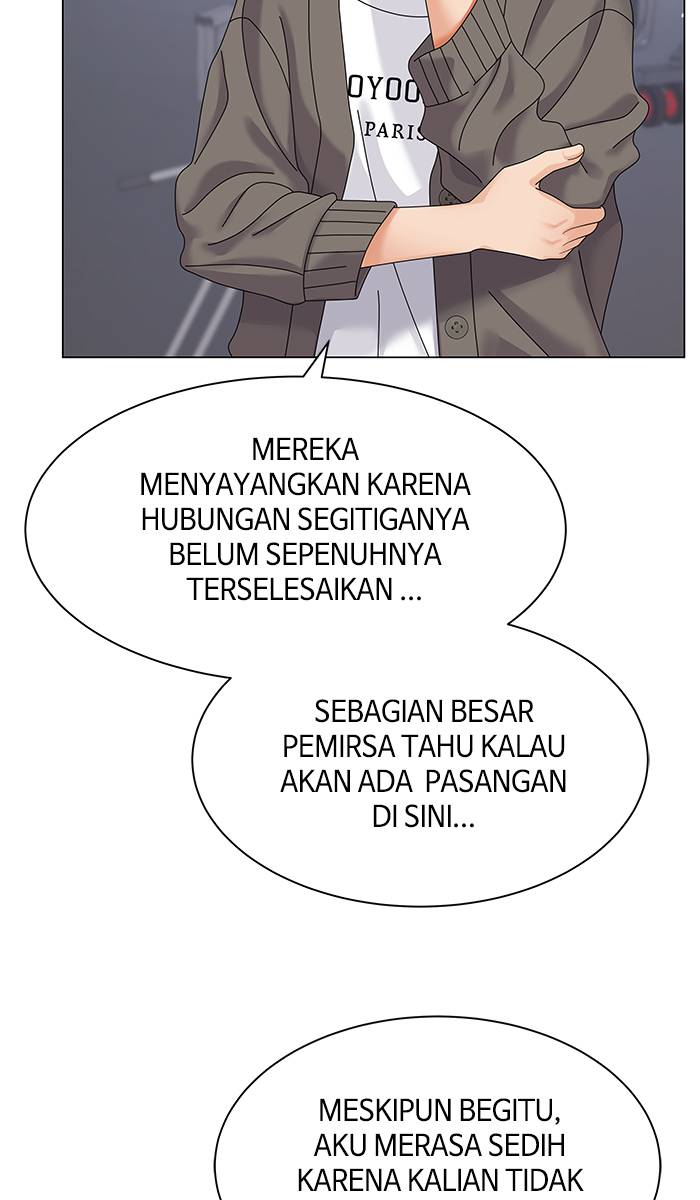 OYOO
PARIS
MEREKA
MENYAYANGKAN KARENA
HUBUNGAN SEGITIGANYA
BELUM SEPENUHNYA
TERSELESAIKAN ...
SEBAGIAN BESAR
PEMIRSA TAHU KALAU
AKAN ADA PASANGAN
DI SINI...
MESKIPUN BEGITU,
AKU MERASA SEDIH
KARENA KALIAN TIDAK